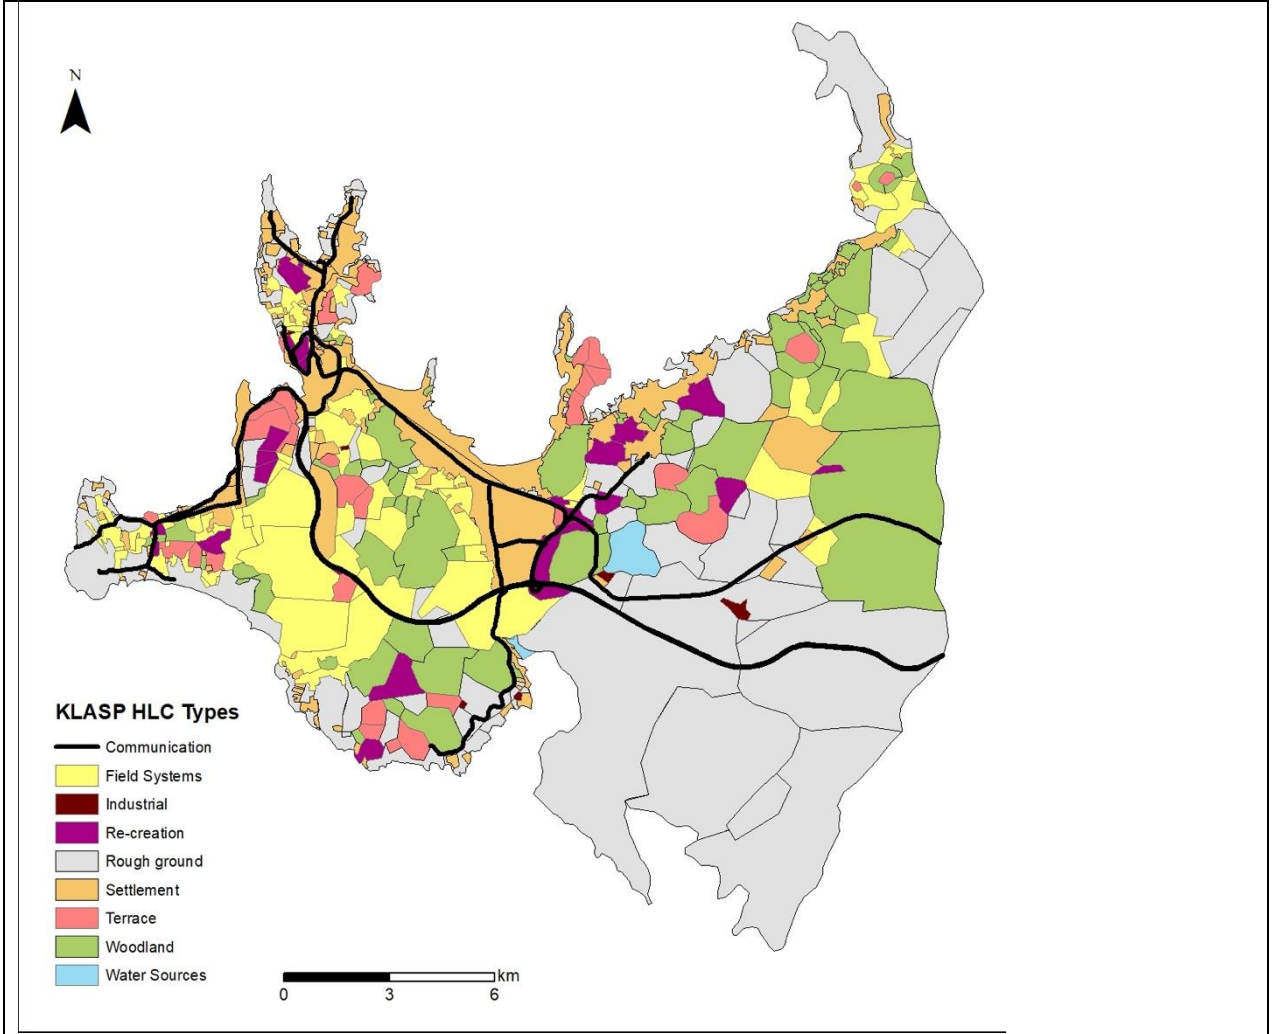 N
KLASP HLC Types
Communication
Field Systems
Industrial
Re-creation
Rough ground
Settlement
Terrace
Woodland
Water Sources
km
0 3 6